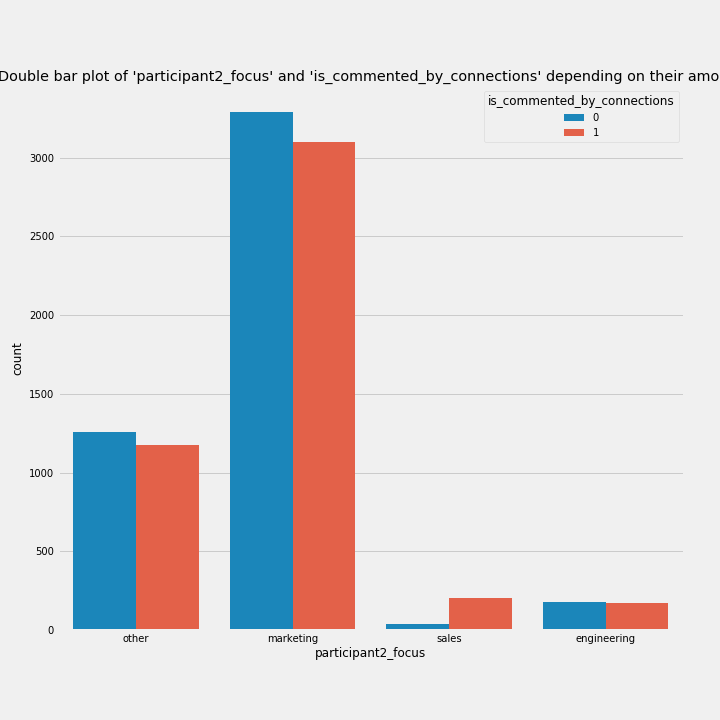 Double bar plot of 'participant2_focus' and 'is_commented_by_connections' depending on their amo
is_commented_by_connections
0
1
3000
2500
2000
1500
1000
500
0
count
other marketing sales engineering
participant2_focus